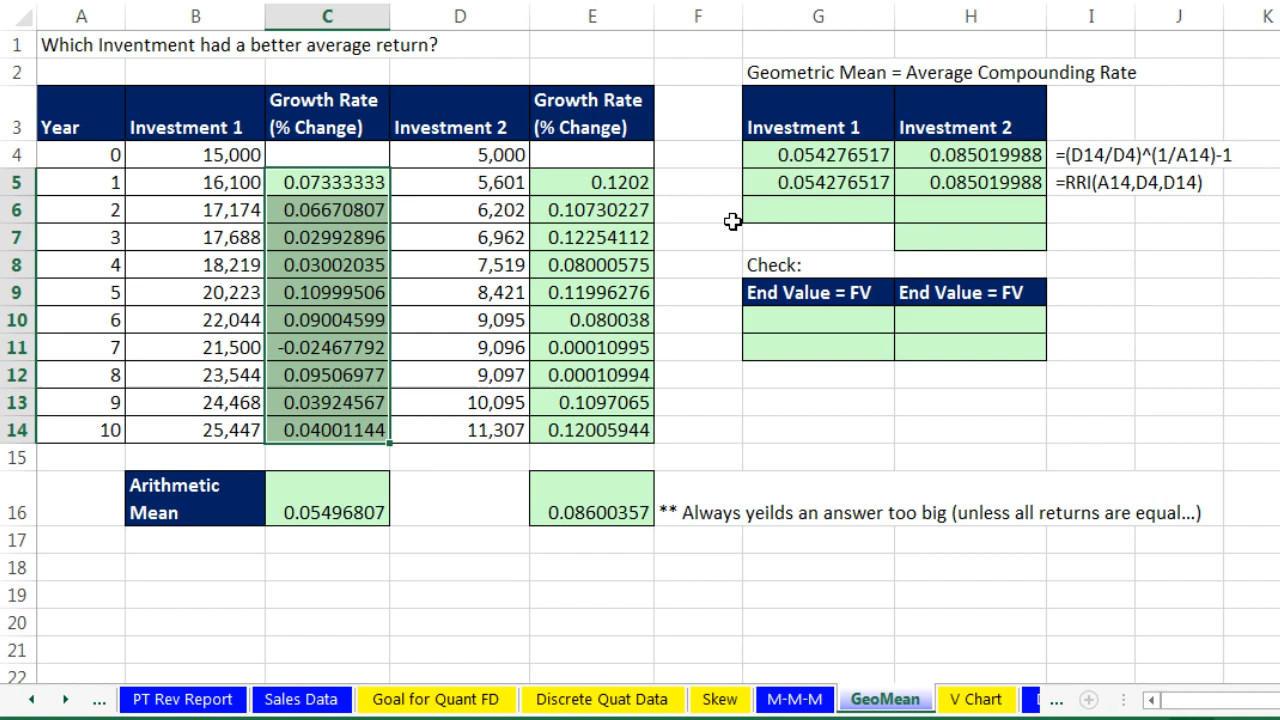 A B C D E F G H I J K
1 Which Inventment had a better average return?
2 Geometric Mean = Average Compounding Rate
3 Year Investment 1 Growth Rate (% Change) Investment 2 Growth Rate (% Change) Investment 1 Investment 2
4 0 15,000 5,000 0.054276517 0.085019988 =(D14/D4)^(1/A14)-1
5 1 16,100 0.07333333 5,601 0.1202 0.054276517 0.085019988 =RRI(A14,D4,D14)
6 2 17,174 0.06670807 6,202 0.10730227
7 3 17,688 0.02992896 6,962 0.12254112
8 4 18,219 0.03002035 7,519 0.08000575 Check:
9 5 20,223 0.10999506 8,421 0.11996276 End Value = FV End Value = FV
10 6 22,044 0.09004599 9,095 0.080038
11 7 21,500 -0.02467792 9,096 0.00010995
12 8 23,544 0.09506977 9,097 0.00010994
13 9 24,468 0.03924567 10,095 0.1097065
14 10 25,447 0.04001144 11,307 0.12005944
15
16 Arithmetic Mean 0.05496807 0.08600357 ** Always yeilds an answer too big (unless all returns are equal...)
17
18
19
20
21
22
... PT Rev Report Sales Data Goal for Quant FD Discrete Quat Data Skew M-M-M GeoMean V Chart ...